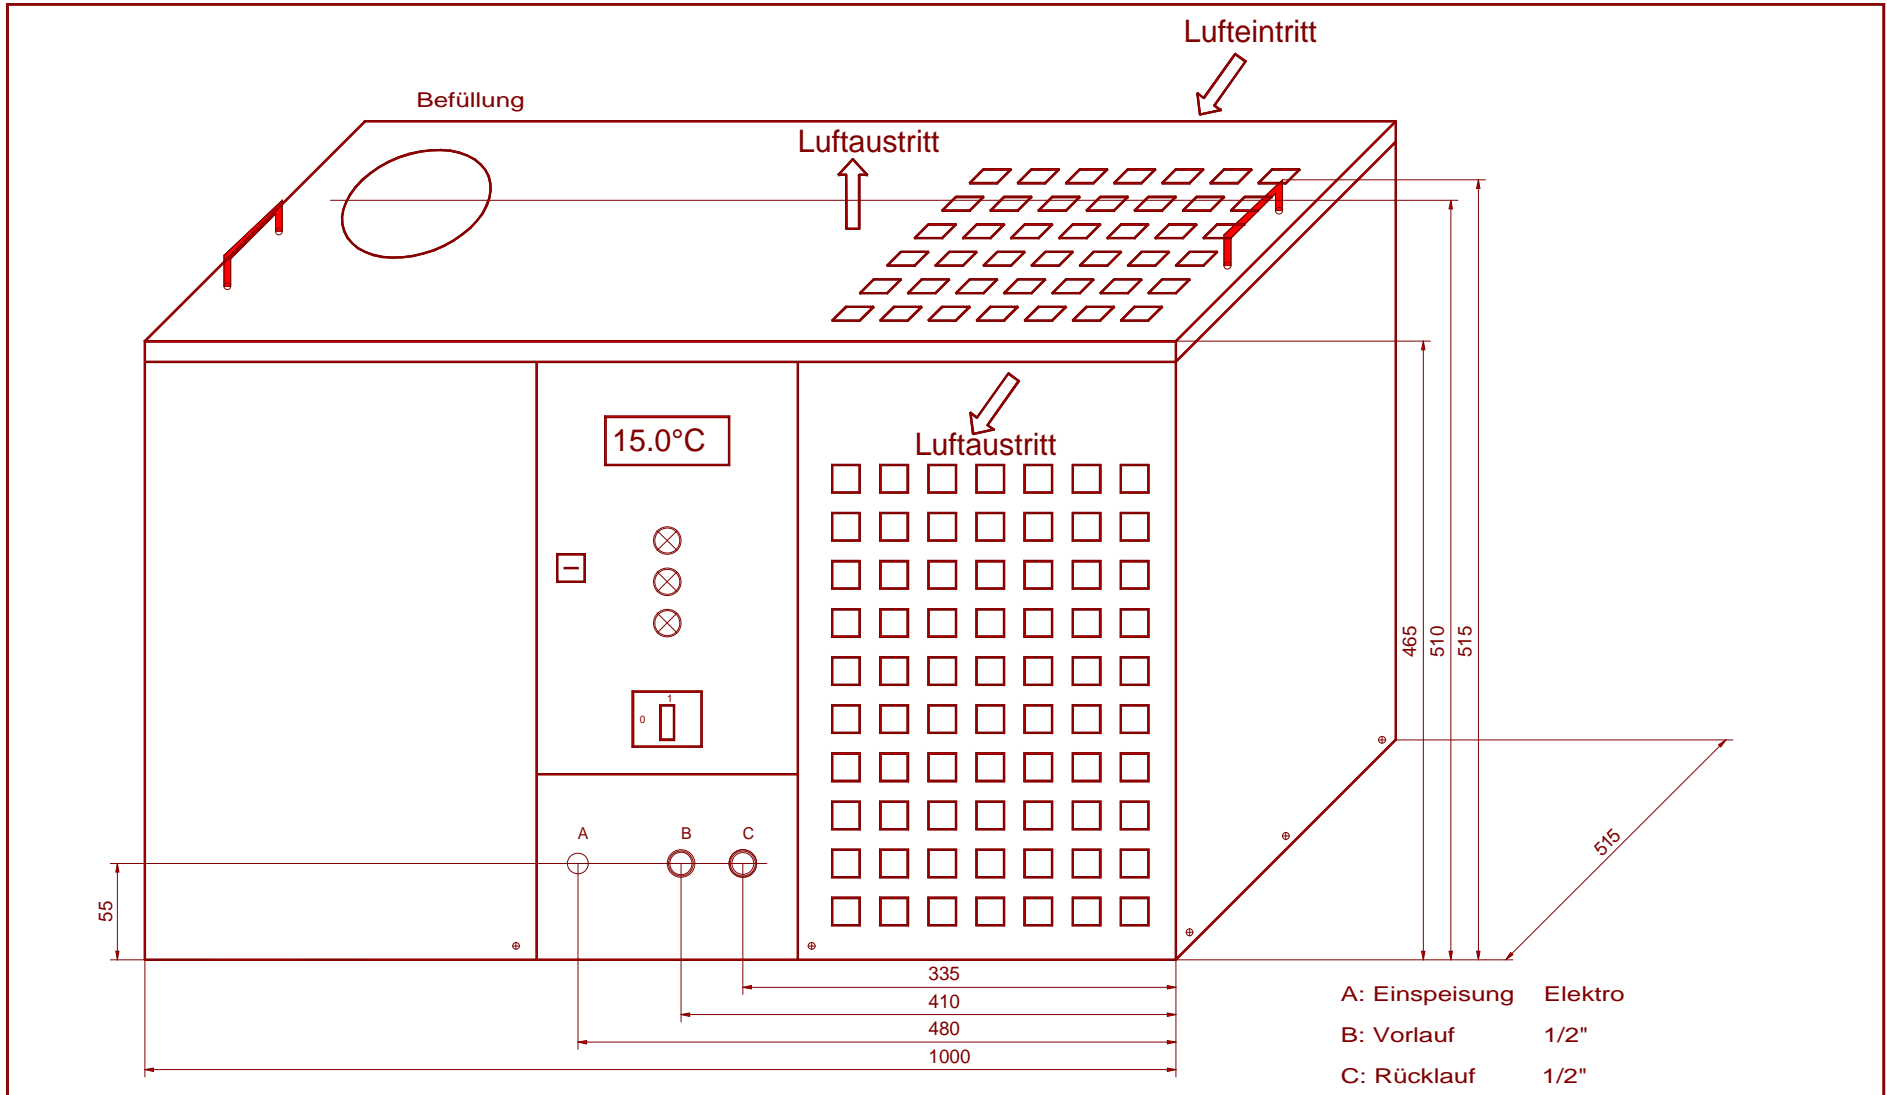 Lufteintritt
Befüllung
Luftaustritt
15.0°C
Luftaustritt
1
0
465
510
515
A
B
C
55
515
335
410
480
1000
A: Einspeisung Elektro
B: Vorlauf 1/2"
C: Rücklauf 1/2"